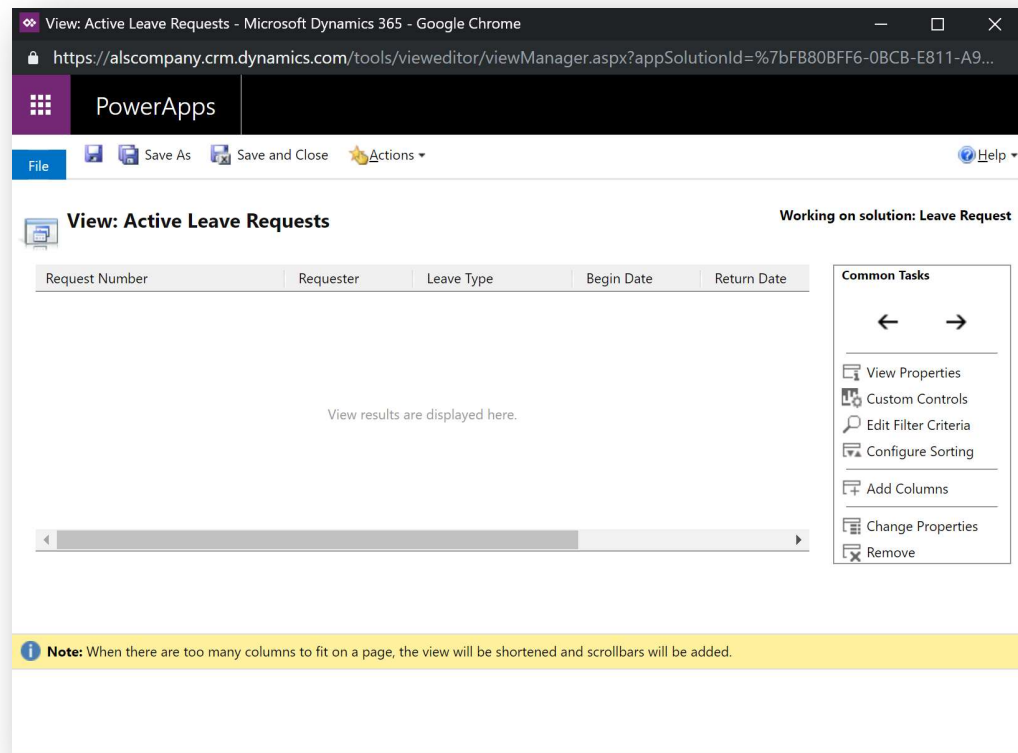 View: Active Leave Requests - Microsoft Dynamics 365 - Google Chrome
https://alscompany.crm.dynamics.com/tools/vieweditor/viewManager.aspx?appSolutionId=%7bFB80BFF6-0BCB-E811-A9...
PowerApps
File Save As Save and Close Actions Help
View: Active Leave Requests
Working on solution: Leave Request
Request Number Requester Leave Type Begin Date Return Date
View results are displayed here.
Common Tasks
View Properties
Custom Controls
Edit Filter Criteria
Configure Sorting
Add Columns
Change Properties
Remove
Note: When there are too many columns to fit on a page, the view will be shortened and scrollbars will be added.